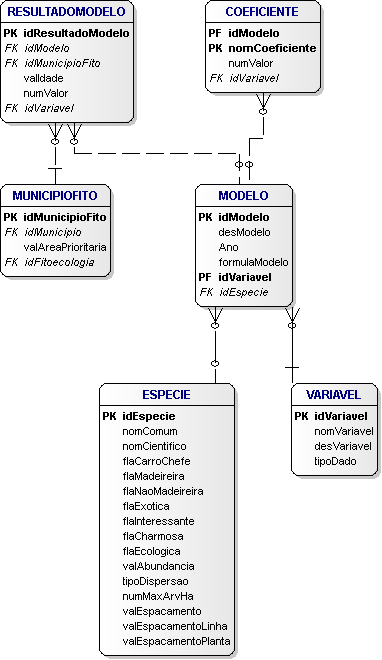 RESULTADOMODELO
PK idResultadoModelo
FK idModelo
FK idMunicipioFito
valIdade
numValor
FK idVariavel
COEFICIENTE
PF idModelo
PK nomCoeficiente
numValor
FK idVariavel
MUNICIPIOFITO
PK idMunicipioFito
FK idMunicipio
valAreaPrioritaria
FK idFitoecologia
MODELO
PK idModelo
desModelo
Ano
formulaModelo
PF idVariavel
FK idEspecie
ESPECIE
PK idEspecie
nomComum
nomCientifico
flaCarroChefe
flaMadeireira
flaNaoMadeireira
flaExotica
flaInteressante
flaCharmosa
flaEcologica
valAbundancia
tipoDispersao
numMaxArvHa
valEspacamento
valEspacamentoLinha
valEspacamentoPlanta
VARIAVEL
PK idVariavel
nomVariavel
desVariavel
tipoDado